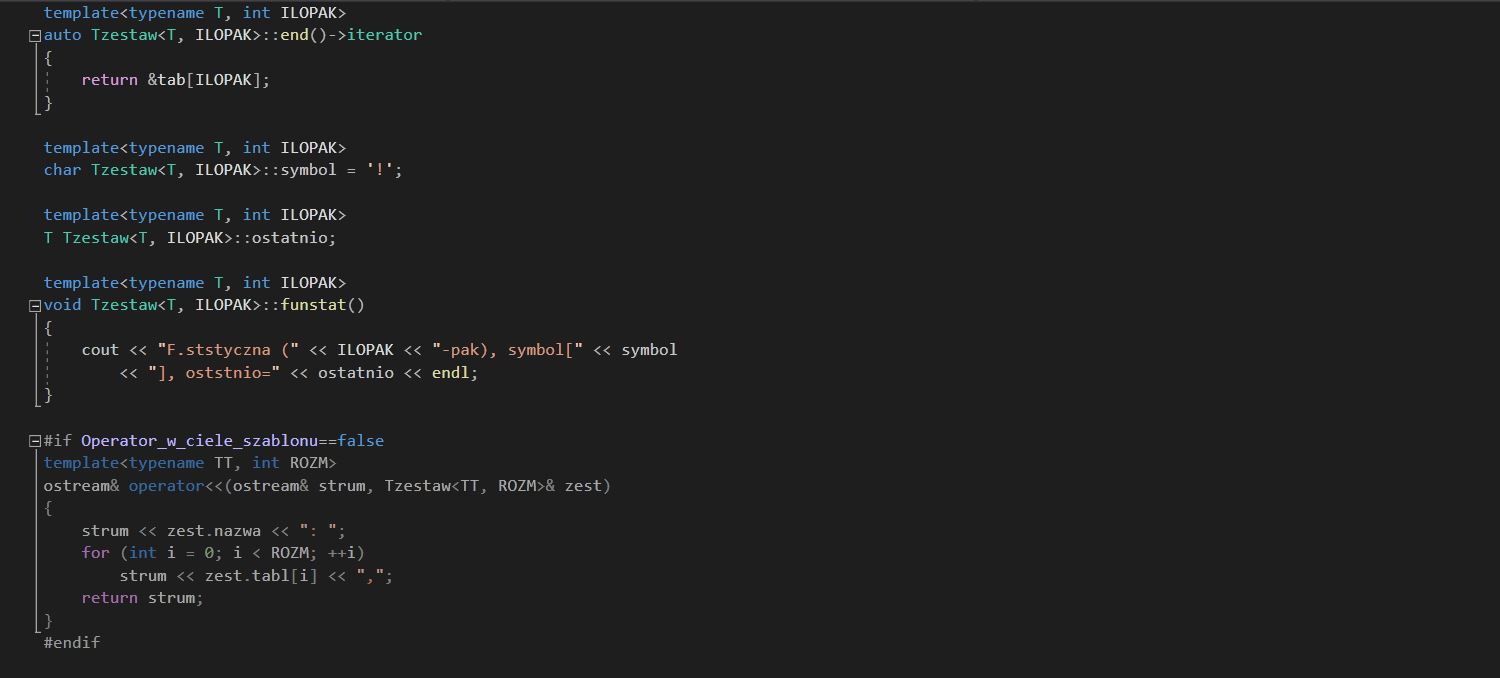 template<typename T, int ILOPAK>
auto Tzestaw<T, ILOPAK>::end()->iterator
{
    return &tab[ILOPAK];
}

template<typename T, int ILOPAK>
char Tzestaw<T, ILOPAK>::symbol = '!';

template<typename T, int ILOPAK>
T Tzestaw<T, ILOPAK>::ostatnio;

template<typename T, int ILOPAK>
void Tzestaw<T, ILOPAK>::funstat()
{
    cout << "F.ststyczna (" << ILOPAK << "-pak), symbol[" << symbol
        << "], oststnio=" << ostatnio << endl;
}

#if Operator_w_ciele_szablonu==false
template<typename TT, int ROZM>
ostream& operator<<(ostream& strum, Tzestaw<TT, ROZM>& zest)
{
    strum << zest.nazwa << ": ";
    for (int i = 0; i < ROZM; ++i)
        strum << zest.tabl[i] << ",";
    return strum;
}
#endif